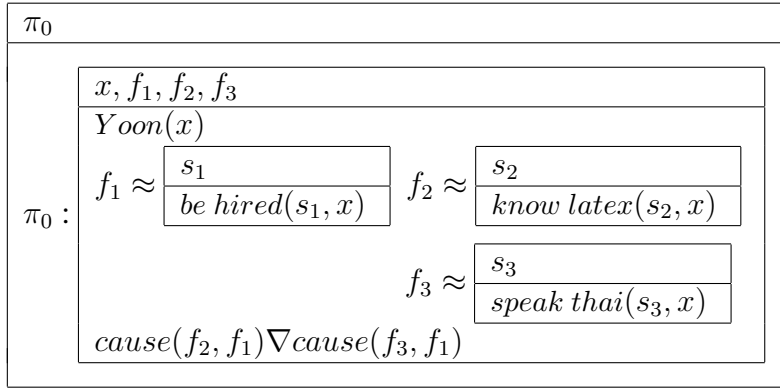 π₀
x, f₁, f₂, f₃
Yoon(x)
f₁ ≈ s₁ be hired(s₁, x) f₂ ≈ s₂ know latex(s₂, x)
π₀ :
f₃ ≈ s₃ speak thai(s₃, x)
cause(f₂, f₁)∇cause(f₃, f₁)